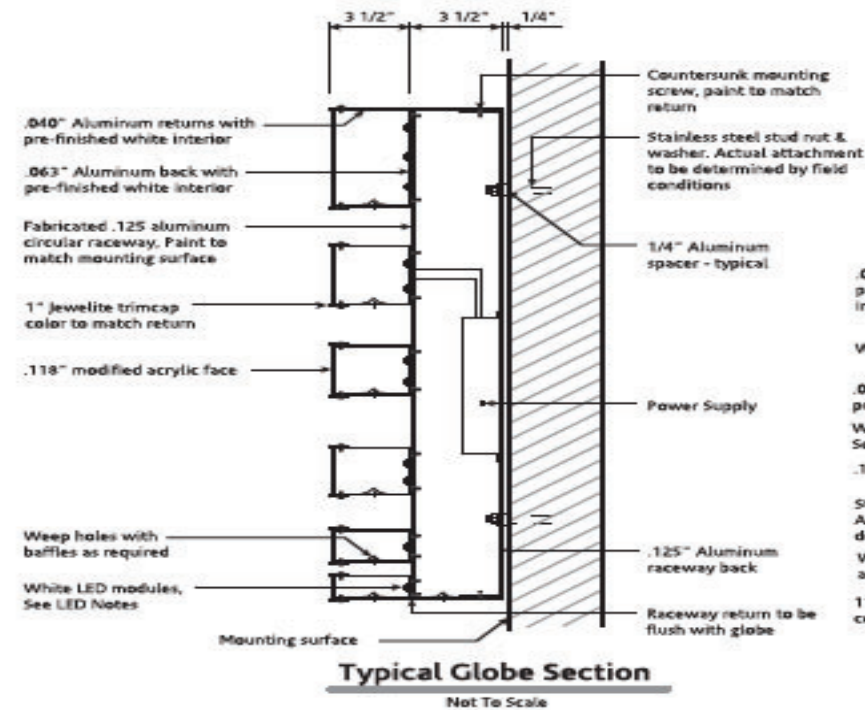 3 1/2"
3 1/2"
1/4"
.040" Aluminum returns with
pre-finished white interior
.063" Aluminum back with
pre-finished white interior
Fabricated .125 aluminum
circular raceway, Paint to
match mounting surface
1" Jewelite trimcap
color to match return
.118" modified acrylic face
Weep holes with
baffles as required
White LED modules,
See LED Notes
Mounting surface
Countersunk mounting
screw, paint to match
return
Stainless steel stud nut &
washer. Actual attachment
to be determined by field
conditions
1/4" Aluminum
spacer - typical
Power Supply
.125" Aluminum
raceway back
Raceway return to be
flush with globe
Typical Globe Section
Not To Scale